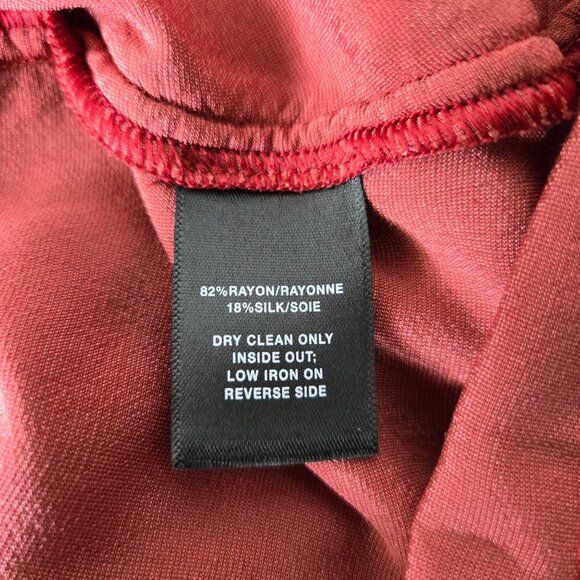 82%RAYON/RAYONNE
18%SILK/SOIE
DRY CLEAN ONLY
INSIDE OUT;
LOW IRON ON
REVERSE SIDE